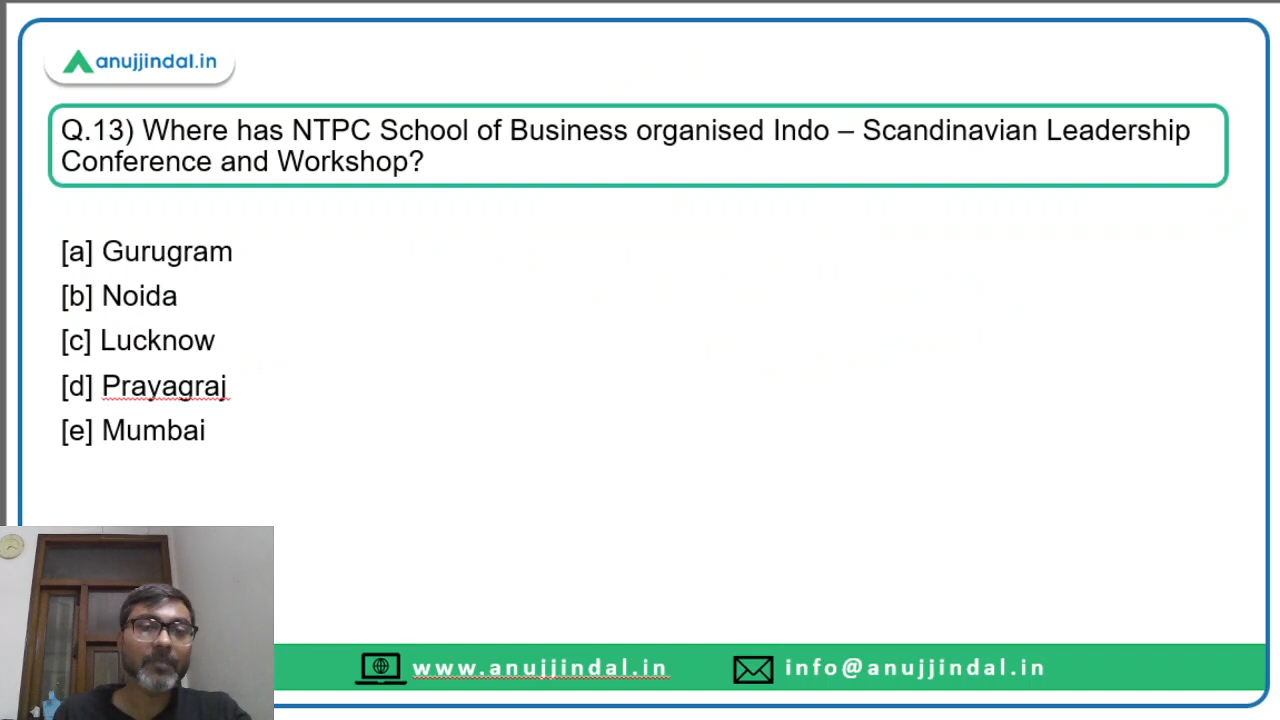 anujjindal.in
Q.13) Where has NTPC School of Business organised Indo – Scandinavian Leadership
Conference and Workshop?
[a] Gurugram
[b] Noida
[c] Lucknow
[d] Prayagraj
[e] Mumbai
www.anujjindal.in info@anujjindal.in